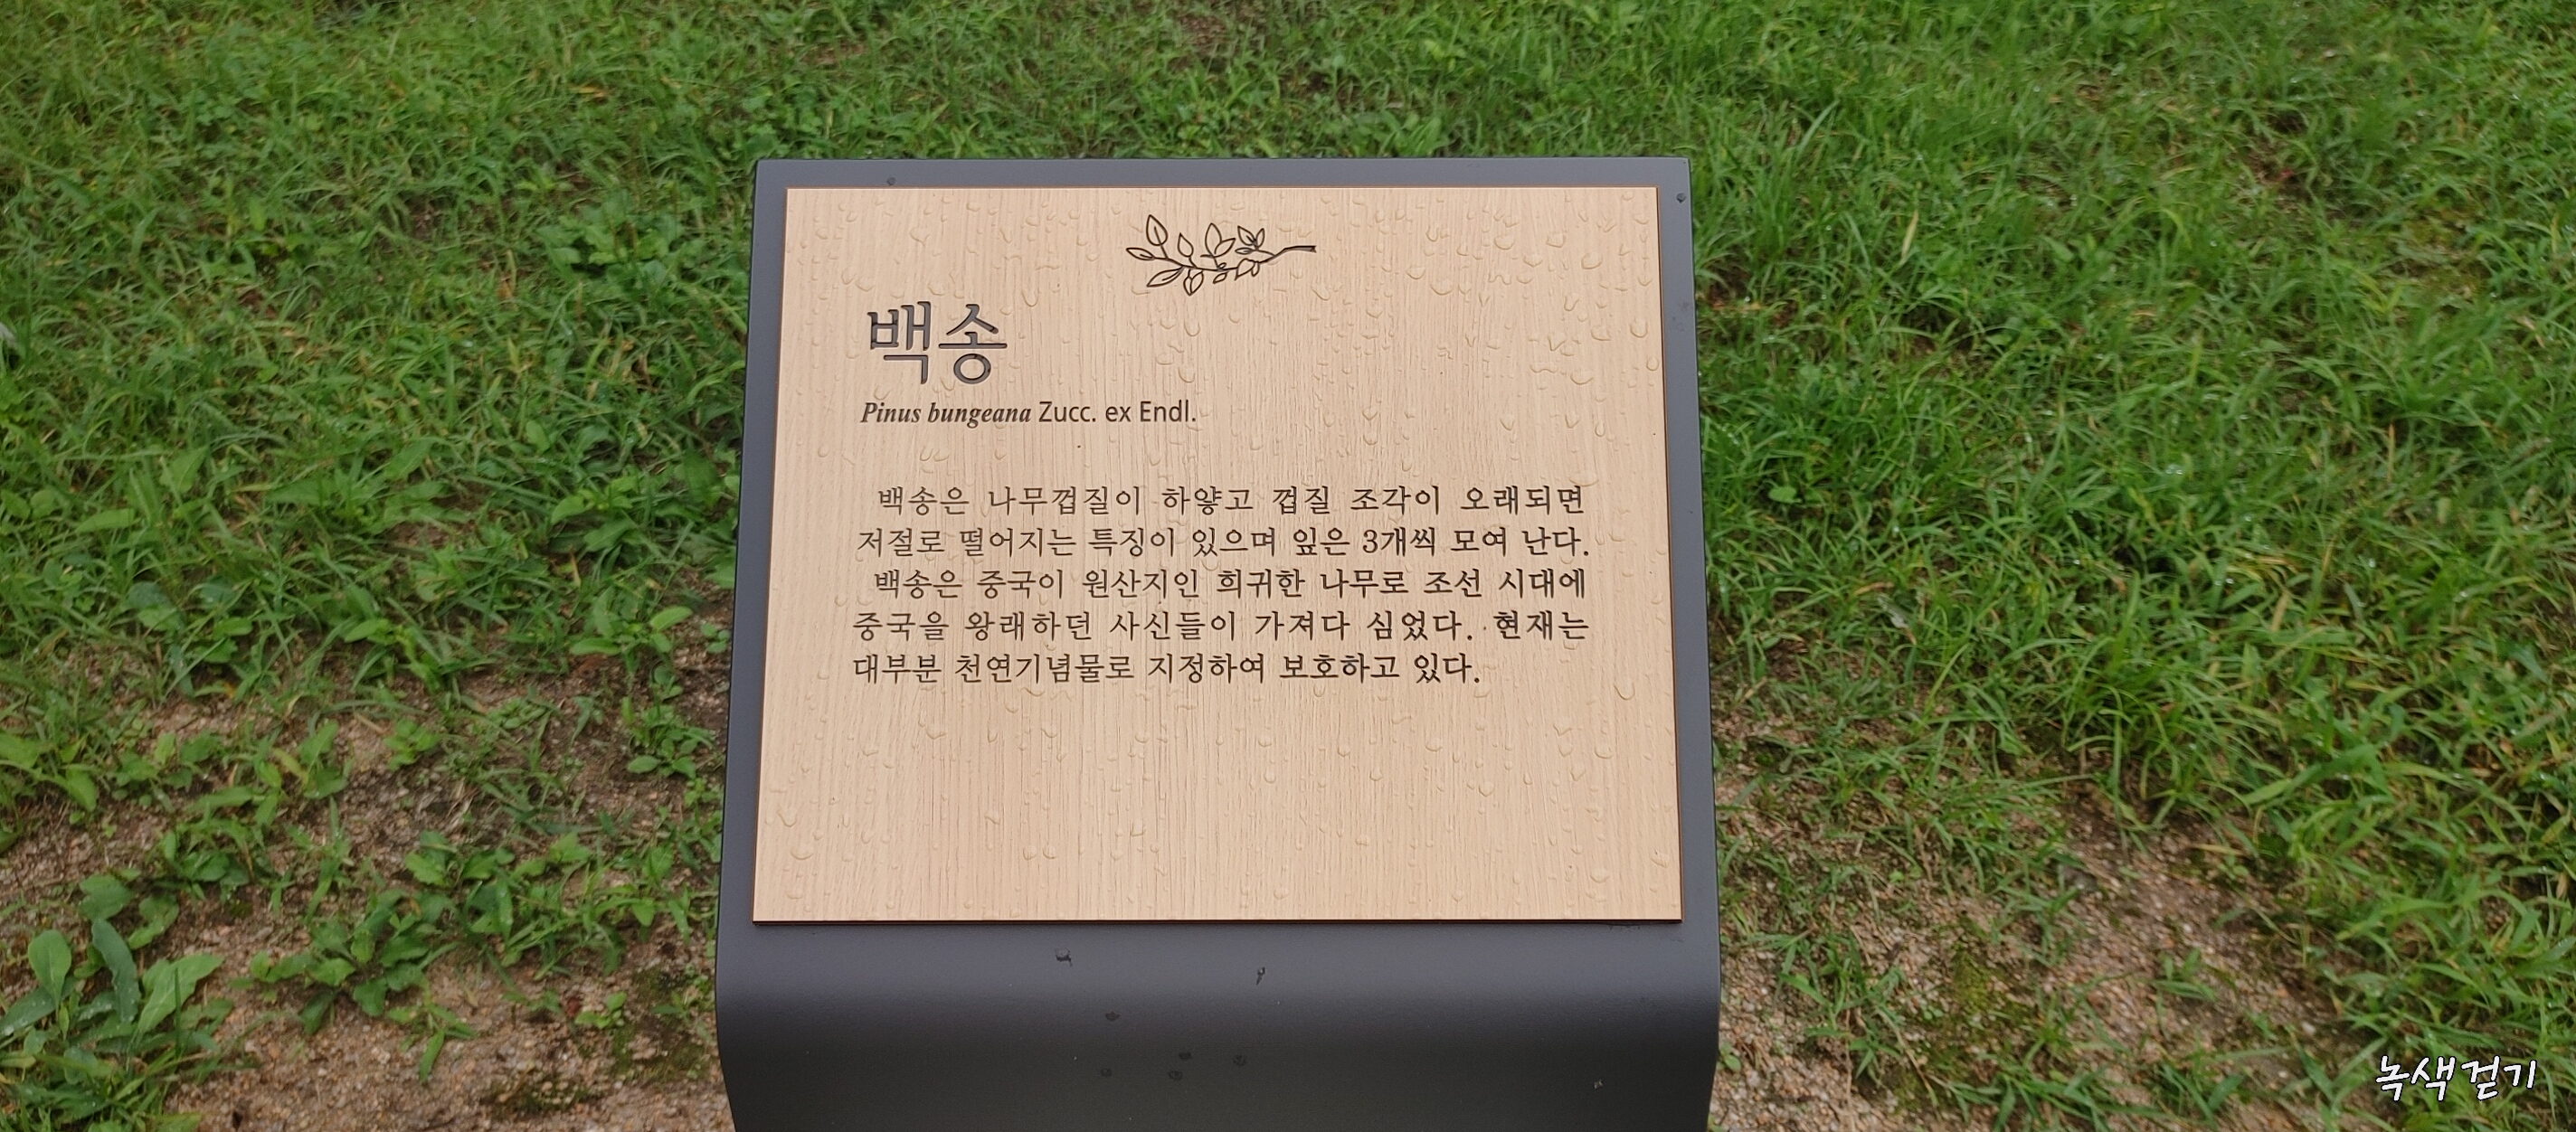 백송
Pinus bungeana Zucc. ex Endl.
백송은 나무껍질이 하얗고 껍질 조각이 오래되면
저절로 떨어지는 특징이 있으며 잎은 3개씩 모여 난다.
백송은 중국이 원산지인 희귀한 나무로 조선 시대에
중국을 왕래하던 사신들이 가져다 심었다. 현재는
대부분 천연기념물로 지정하여 보호하고 있다.
녹색걷기